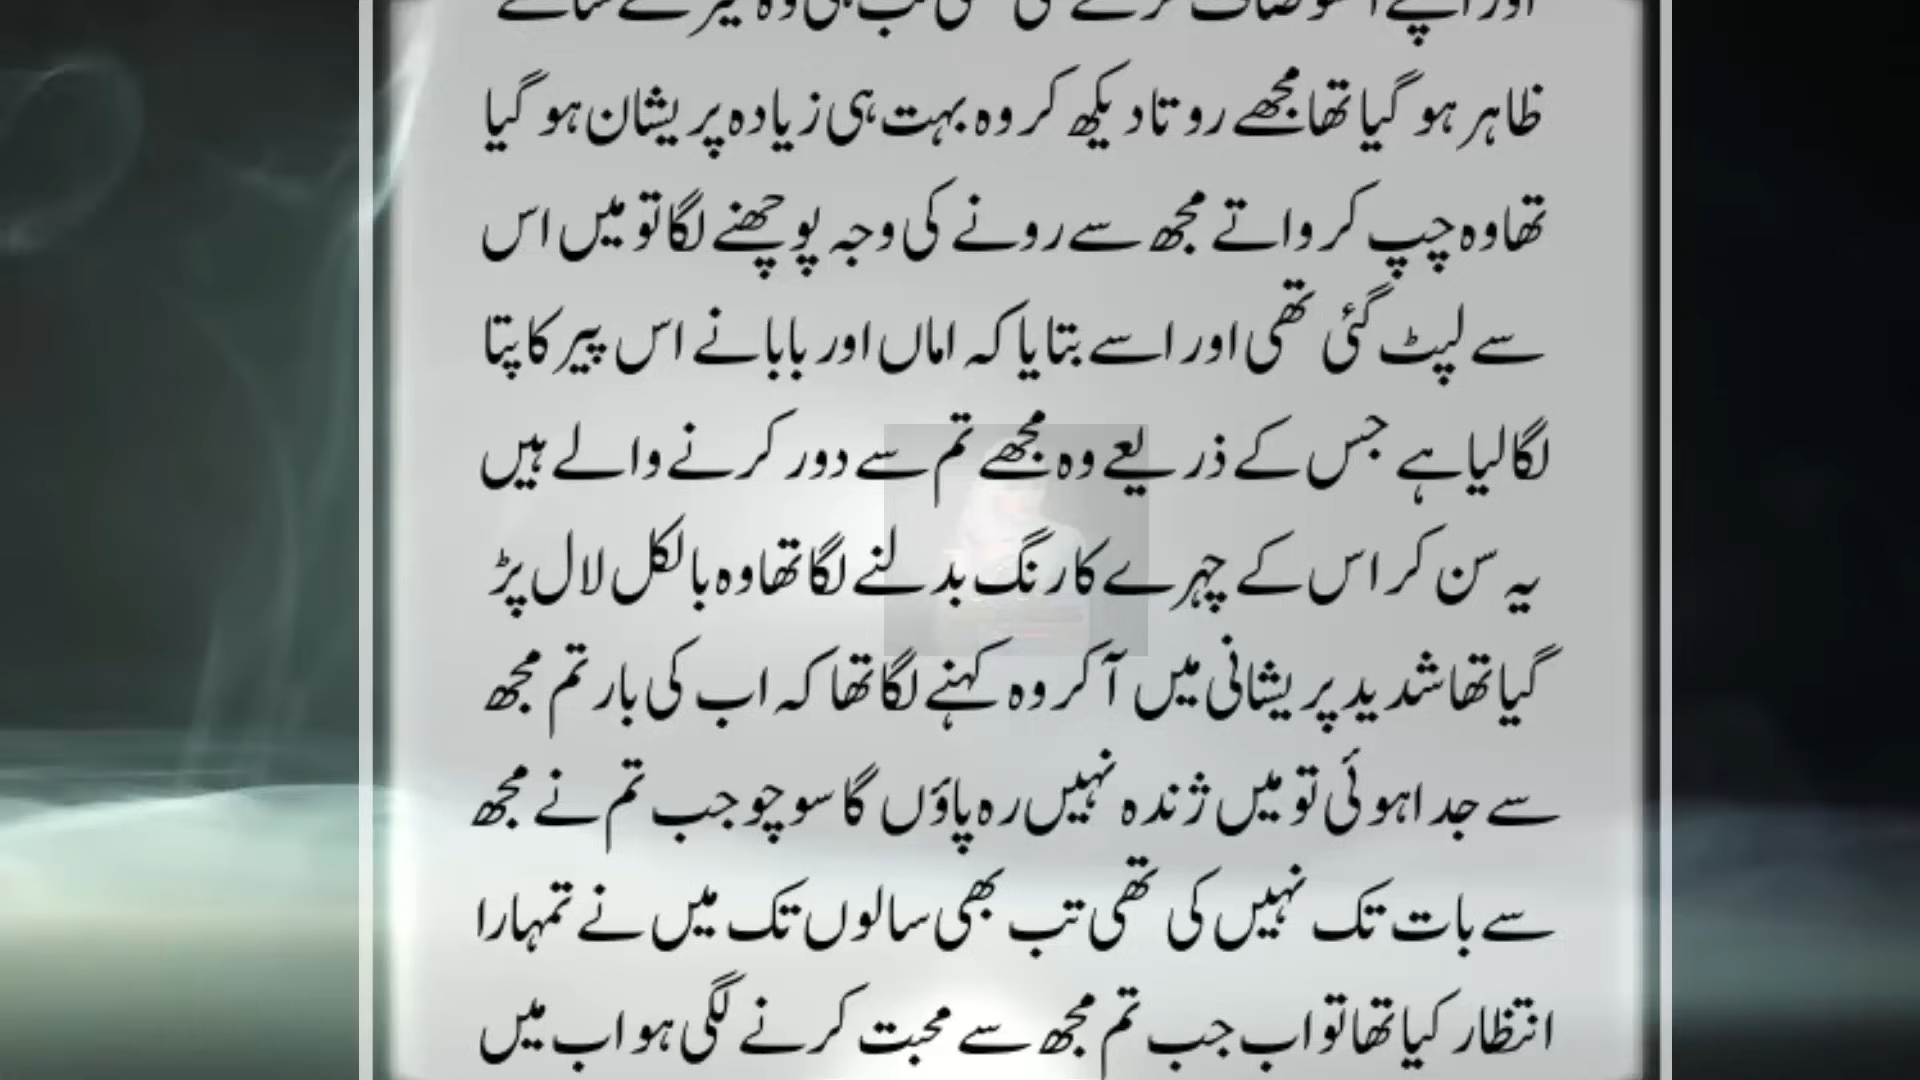 ظاہر ہو گیا تھا مجھے روتا دیکھ کر وہ بہت ہی زیادہ پریشان ہو گیا
تھا وہ چپ کرواتے مجھ سے رونے کی وجہ پوچھنے لگا تو میں اس
سے لپٹ گئی تھی اور اسے بتایا کہ اماں اور بابا نے اس پیر کا پتا
لگا لیا ہے جس کے ذریعے وہ مجھے تم سے دور کرنے والے ہیں
یہ سن کر اس کے چہرے کا رنگ بدلنے لگا تھا وہ بالکل لال پڑ
گیا تھا شدید پریشانی میں آ کر وہ کہنے لگا تھا کہ اب کی بار تم مجھ
سے جدا ہوئی تو میں ژندہ نہیں رہ پاؤں گا سوچو جب تم نے مجھ
سے بات تک نہیں کی تھی تب بھی سالوں تک میں نے تمہارا
انتظار کیا تھا تو اب جب تم مجھ سے محبت کرنے لگی ہو اب میں